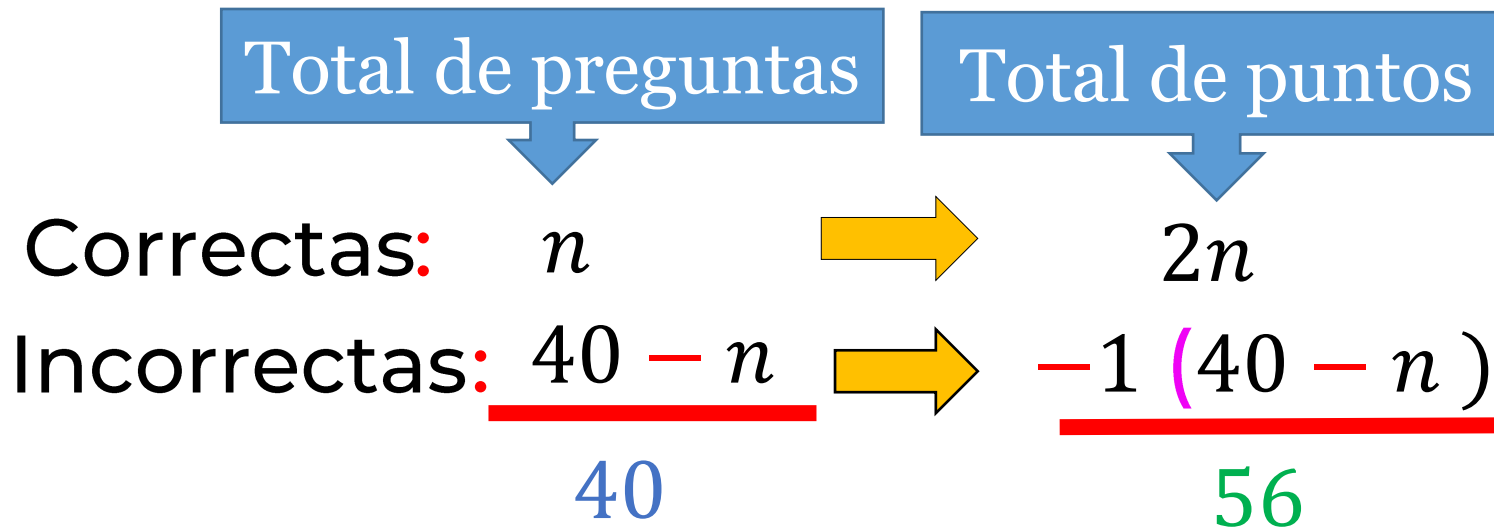 Total de preguntas
Total de puntos
Correctas: n 2n
Incorrectas: 40 − n −1 (40 − n )
40 56